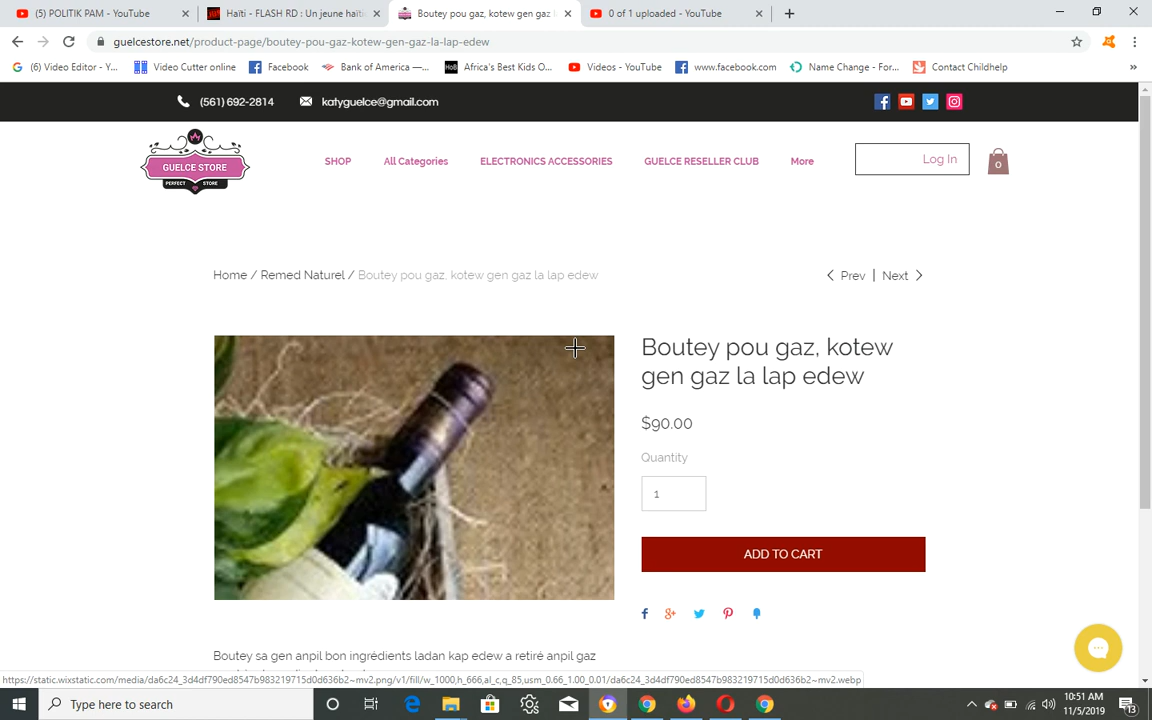 (5) POLITIK PAM - YouTube
Haïti - FLASH RD : Un jeune haïti
Boutey pou gaz, kotew gen gaz l
0 of 1 uploaded - YouTube
guelcestore.net/product-page/boutey-pou-gaz-kotew-gen-gaz-la-lap-edew
(6) Video Editor - Y...
Video Cutter online
Facebook
Bank of America —...
HoB
Africa's Best Kids O...
Videos - YouTube
www.facebook.com
Name Change - For...
Contact Childhelp
»
(561) 692-2814
katyguelce@gmail.com
GUELCE STORE
PERFECT STORE
SHOP
All Categories
ELECTRONICS ACCESSORIES
GUELCE RESELLER CLUB
More
Log In
0
Home / Remed Naturel / Boutey pou gaz, kotew gen gaz la lap edew
Prev | Next
Boutey pou gaz, kotew
gen gaz la lap edew
$90.00
Quantity
1
ADD TO CART
Boutey sa gen anpil bon ingrédients ladan kap edew a retiré anpil gaz
https://static.wixstatic.com/media/da6c24_3d4df790ed8547b983219715d0d636b2~mv2.png/v1/fill/w_1000,h_666,al_c,q_85,usm_0.66_1.00_0.01/da6c24_3d4df790ed8547b983219715d0d636b2~mv2.webp
Type here to search
10:51 AM
11/5/2019
13